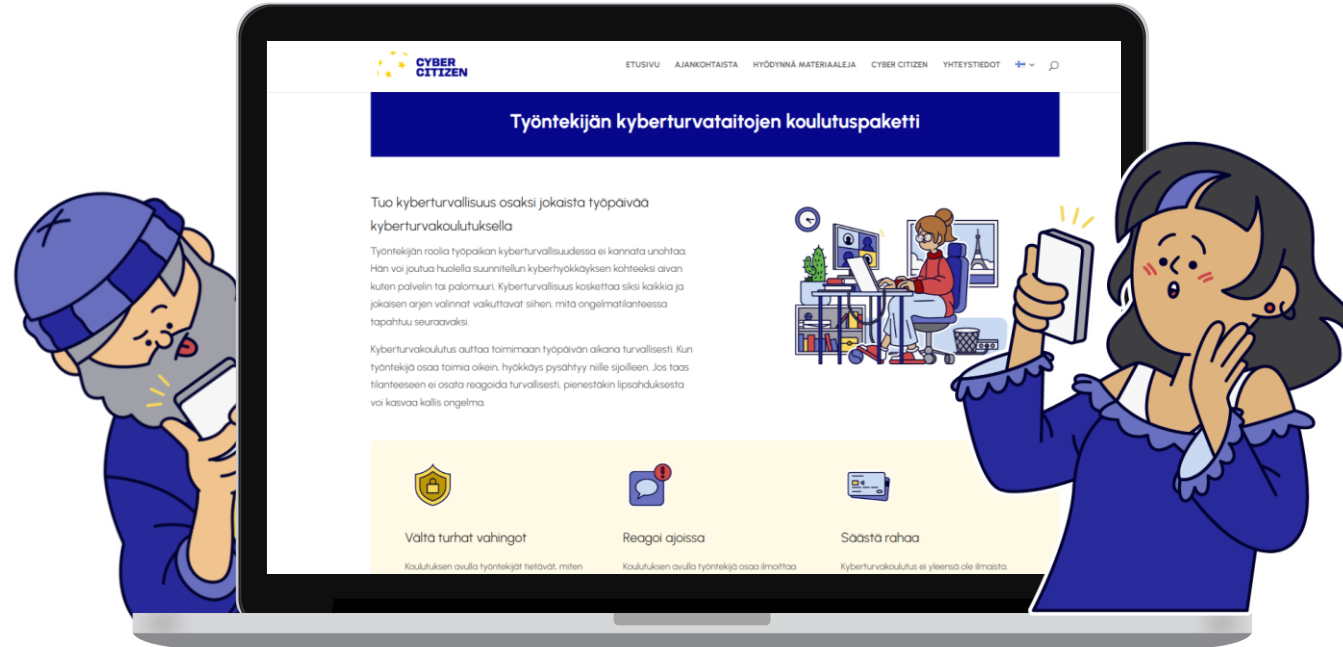 CYBER
CITIZEN
ETUSIVU AJANKOHTAISTA HYÖDYNNÄ MATERIAALEJA CYBER CITIZEN YHTEYSTIEDOT
Työntekijän kyberturvataitojen koulutuspaketti
Tuo kyberturvallisuus osaksi jokaista työpäivää
kyberturvakoulutuksella
Työntekijän roolia työpaikan kyberturvallisuudessa ei kannata unohtaa.
Hän voi joutua huolella suunnitellun kyberhyökkäyksen kohteeksi aivan
kuten palvelin tai palomuuri. Kyberturvallisuus koskettaa siksi kaikkia ja
jokaisen arjen valinnat vaikuttavat siihen, mitä ongelmatilanteessa
tapahtuu seuraavaksi.
Kyberturvakoulutus auttaa toimimaan työpäivän aikana turvallisesti. Kun
työntekijä osaa toimia oikein, hyökkäys pysähtyy niille sijoilleen. Jos taas
tilanteeseen ei osata reagoida turvallisesti, pienestäkin lipsahduksesta
voi kasvaa kallis ongelma.
Vältä turhat vahingot
Koulutuksen avulla työntekijät tietävät, miten
Reagoi ajoissa
Koulutuksen avulla työntekijä osaa ilmoittaa
Säästä rahaa
Kyberturvakoulutus ei yleensä ole ilmaista.